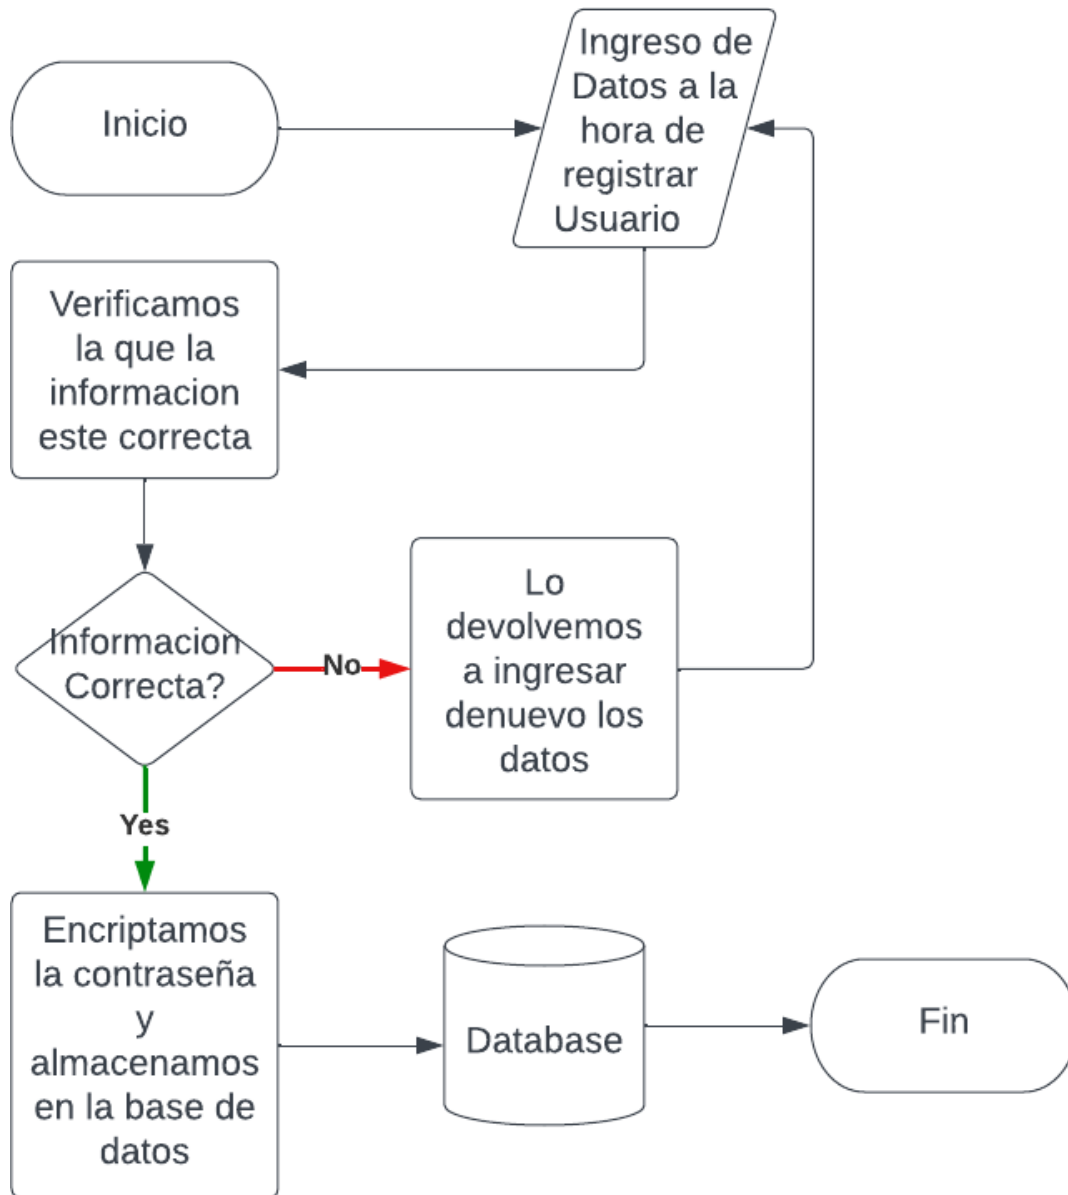 Inicio
Ingreso de
Datos a la
hora de
registrar
Usuario
Verificamos
la que la
informacion
este correcta
Informacion
Correcta?
No
Lo
devolvemos
a ingresar
denuevo los
datos
Yes
Encriptamos
la contraseña
y
almacenamos
en la base de
datos
Database
Fin